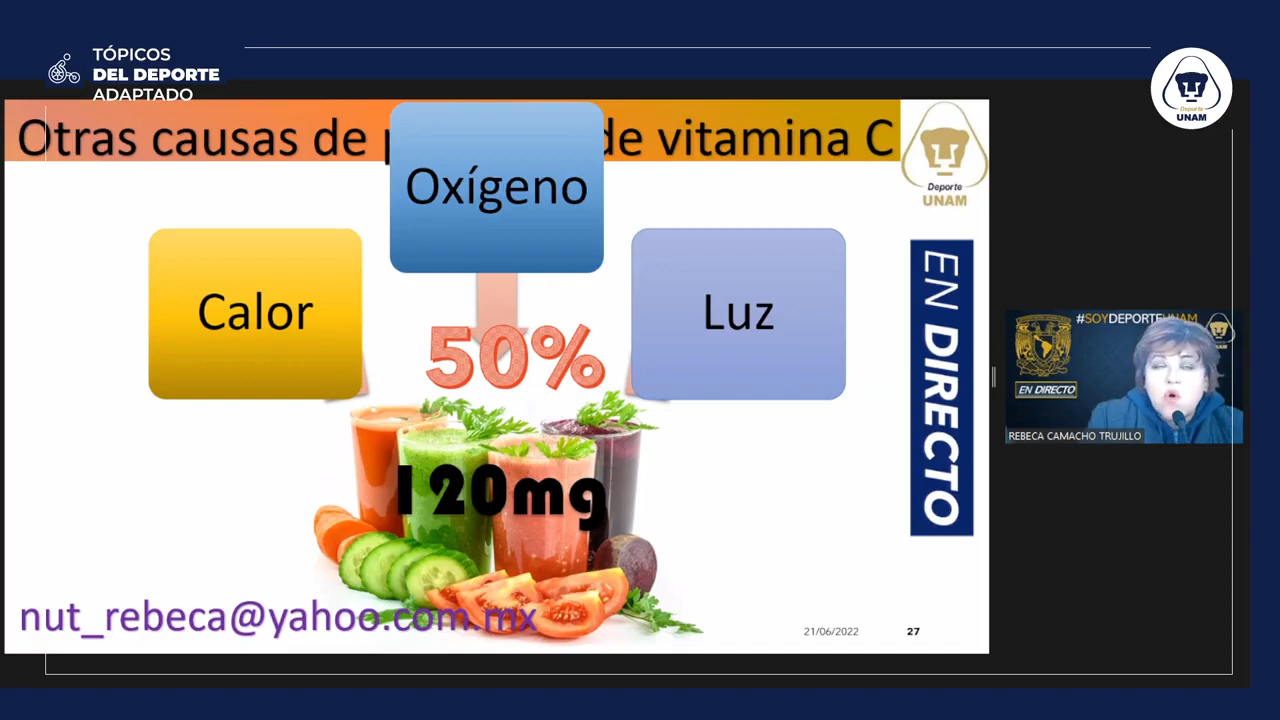 TÓPICOS
DEL DEPORTE
ADAPTADO
Deporte
UNAM
Otras causas de de vitamina C
Oxígeno
Calor
Luz
50%
120mg
nut_rebeca@yahoo.com.mx
21/06/2022
27
Deporte
UNAM
EN DIRECTO
#SOYDEPORTEUNAM
EN DIRECTO
REBECA CAMACHO TRUJILLO